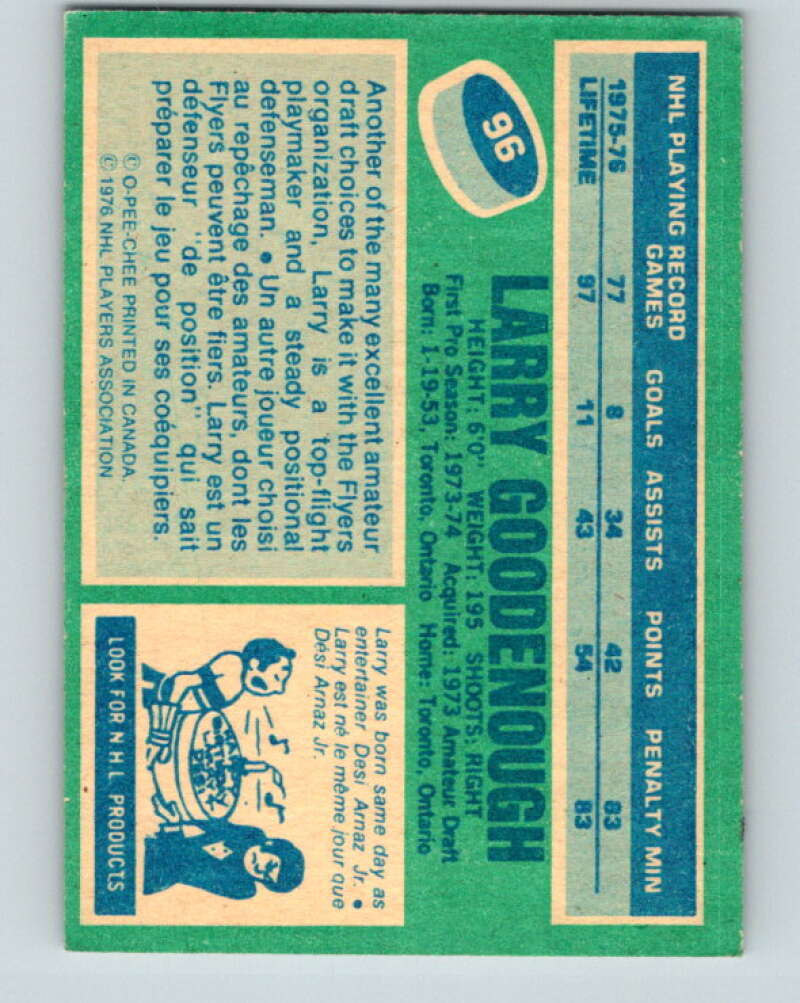 NHL PLAYING RECORD
GAMES GOALS ASSISTS POINTS PENALTY MIN
1975-76 77 8 34 42 83
LIFETIME 97 11 43 54 83
96
LARRY GOODENOUGH
HEIGHT: 6'0" WEIGHT: 195 SHOOTS: RIGHT
First Pro Season: 1973-74 Acquired: 1973 Amateur Draft
Born: 1-19-53, Toronto, Ontario Home: Toronto, Ontario
Another of the many excellent amateur
draft choices to make it with the Flyers
organization, Larry is a top-flight
playmaker and a steady positional
defenseman. • Un autre joueur choisi
au repêchage des amateurs, dont les
Flyers peuvent être fiers. Larry est un
défenseur "de position" qui sait
préparer le jeu pour ses coéquipiers.
© O-PEE-CHEE PRINTED IN CANADA.
© 1976 NHL PLAYERS ASSOCIATION
Larry was born same day as
entertainer Desi Arnaz Jr. •
Larry est né le même jour que
Dési Arnaz Jr.
LOOK FOR N H L PRODUCTS